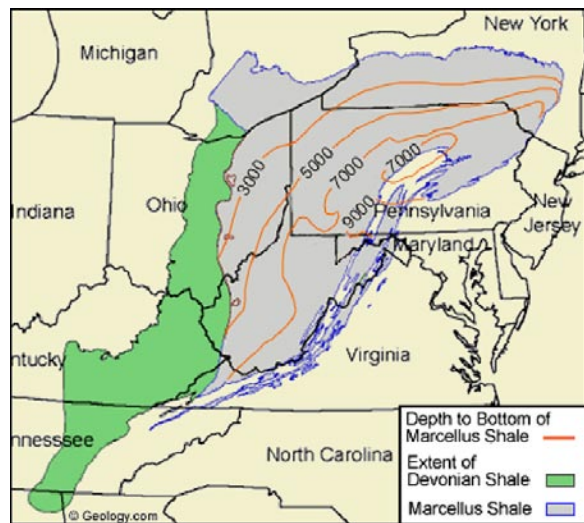 Michigan
New York
3000
5000
7000
7000
9000
Ohio
Indiana
Pennsylvania
New
Jersey
Maryland
Virginia
ntucky
nnesssee
North Carolina
Depth to Bottom of
Marcellus Shale
Extent of
Devonian Shale
Marcellus Shale
© Geology.com